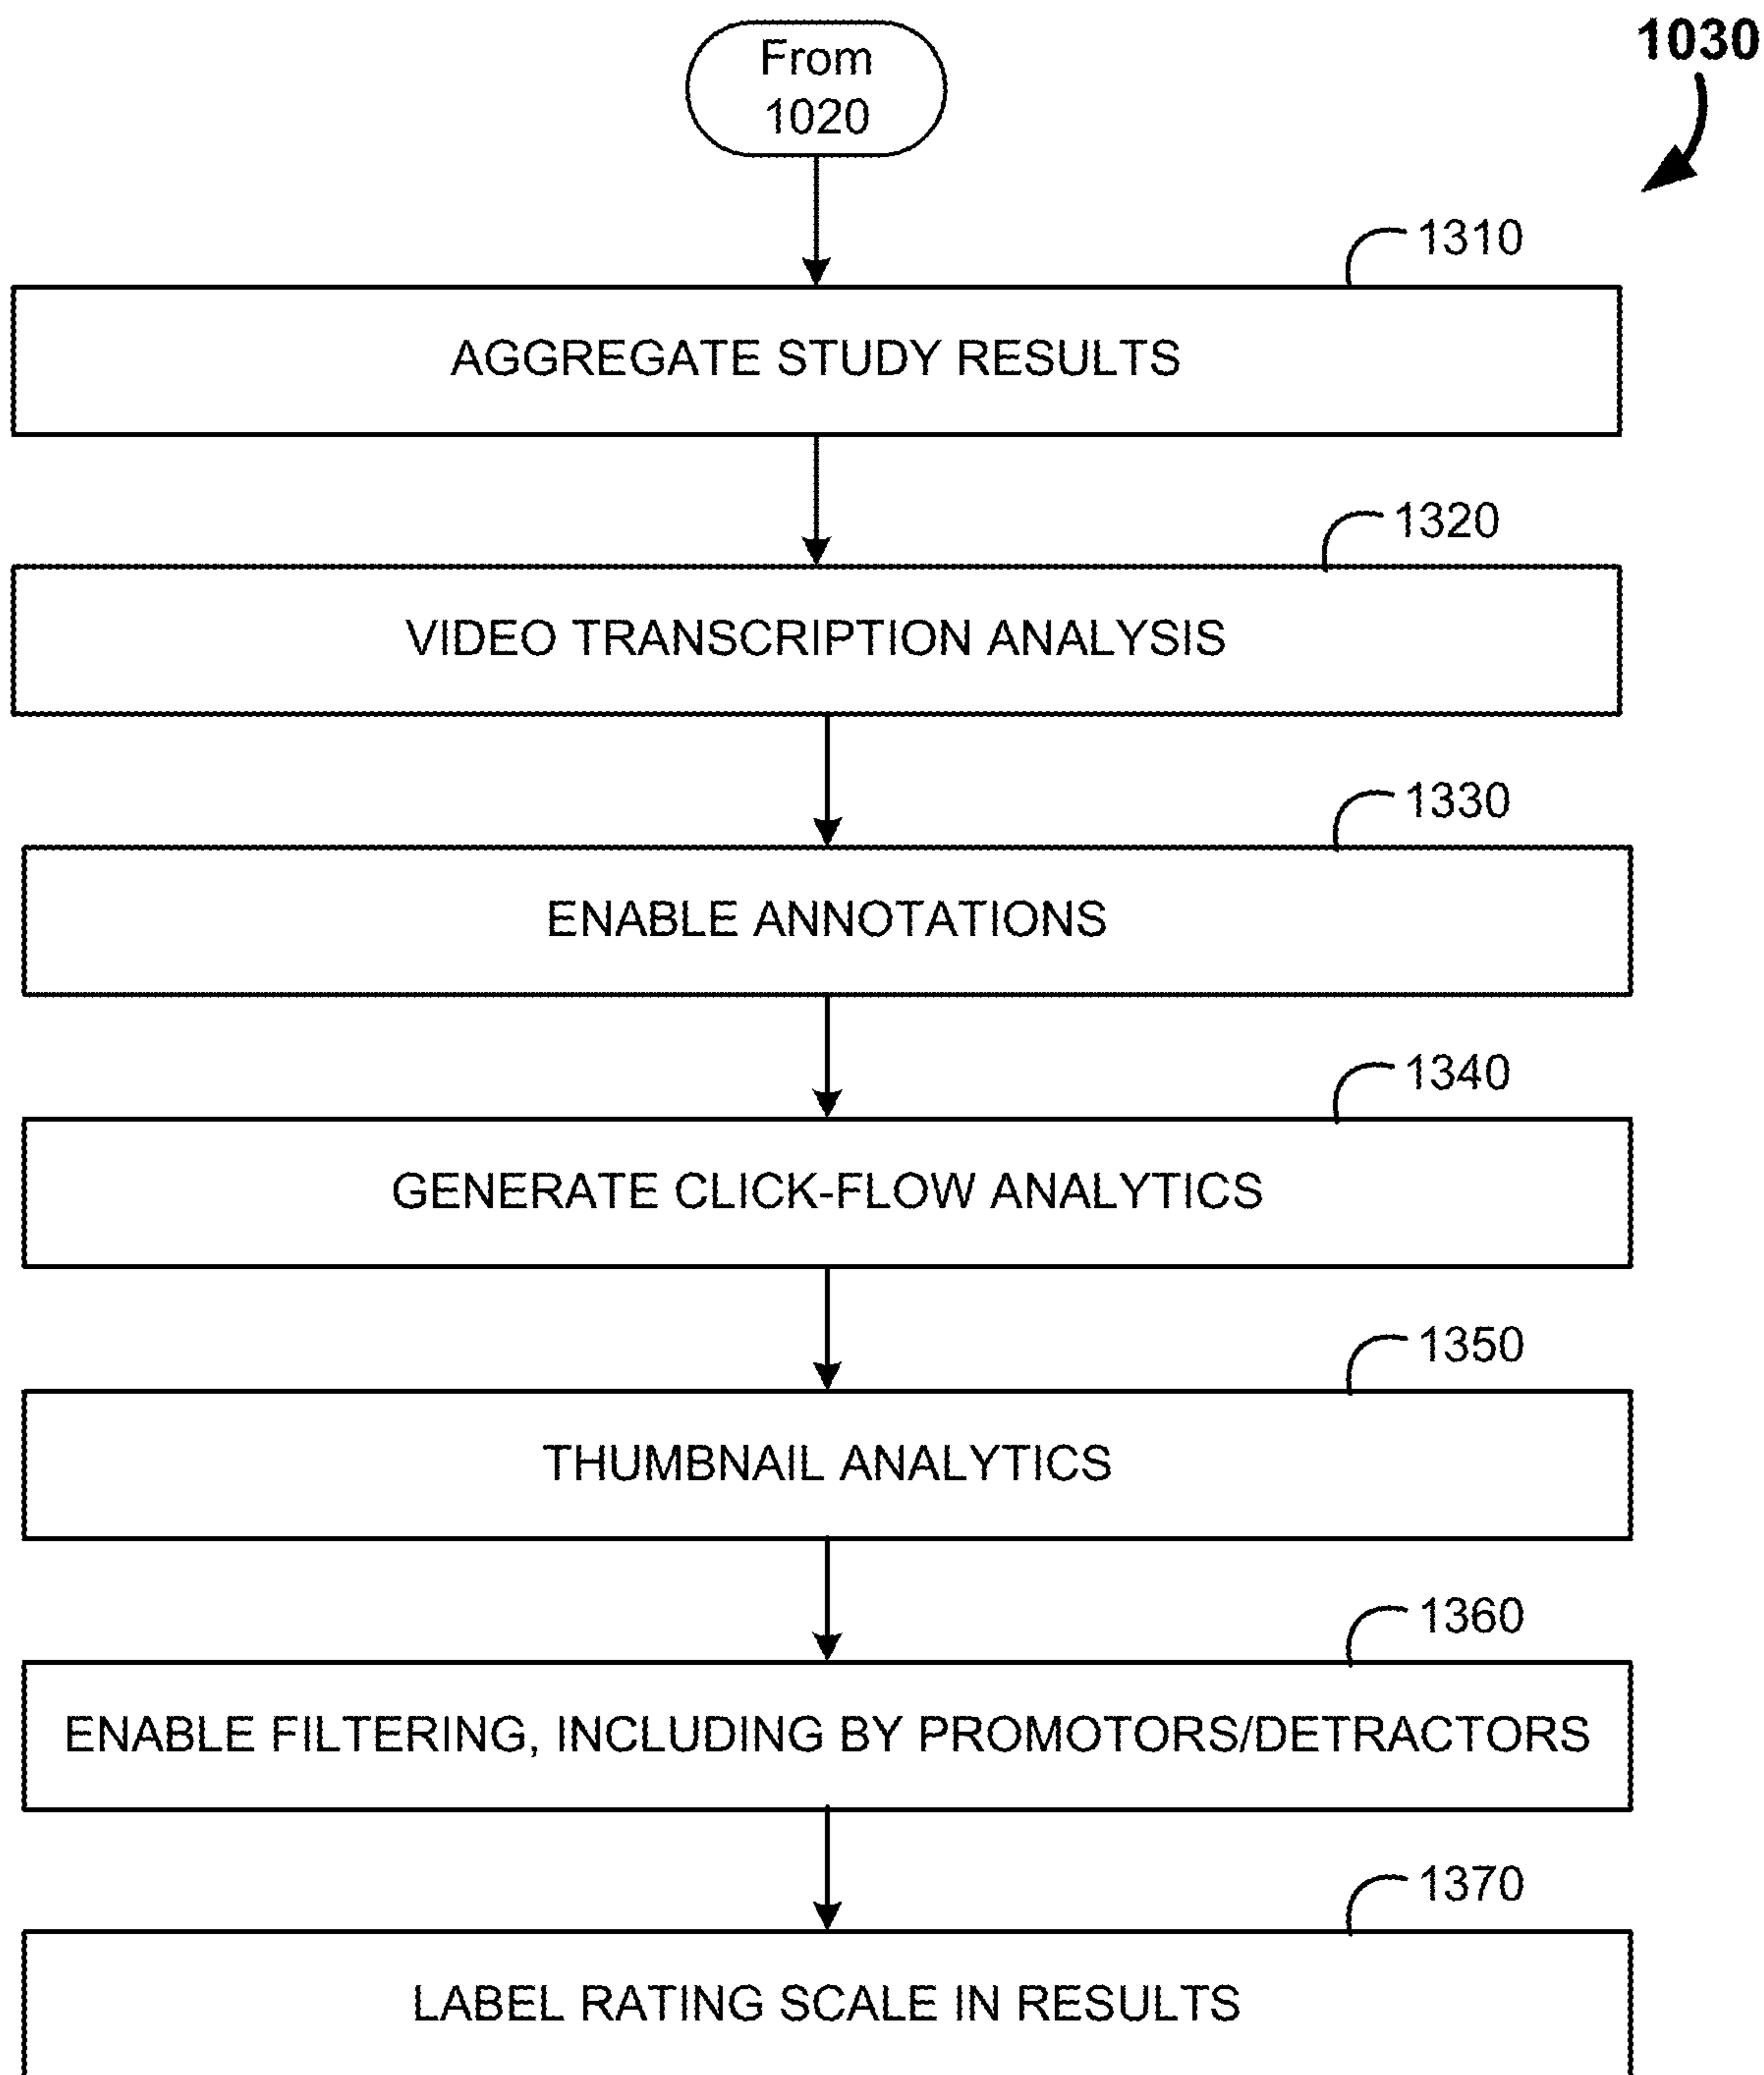 From
1020
1030
1310
AGGREGATE STUDY RESULTS
1320
VIDEO TRANSCRIPTION ANALYSIS
1330
ENABLE ANNOTATIONS
1340
GENERATE CLICK-FLOW ANALYTICS
1350
THUMBNAIL ANALYTICS
1360
ENABLE FILTERING, INCLUDING BY PROMOTORS/DETRACTORS
1370
LABEL RATING SCALE IN RESULTS